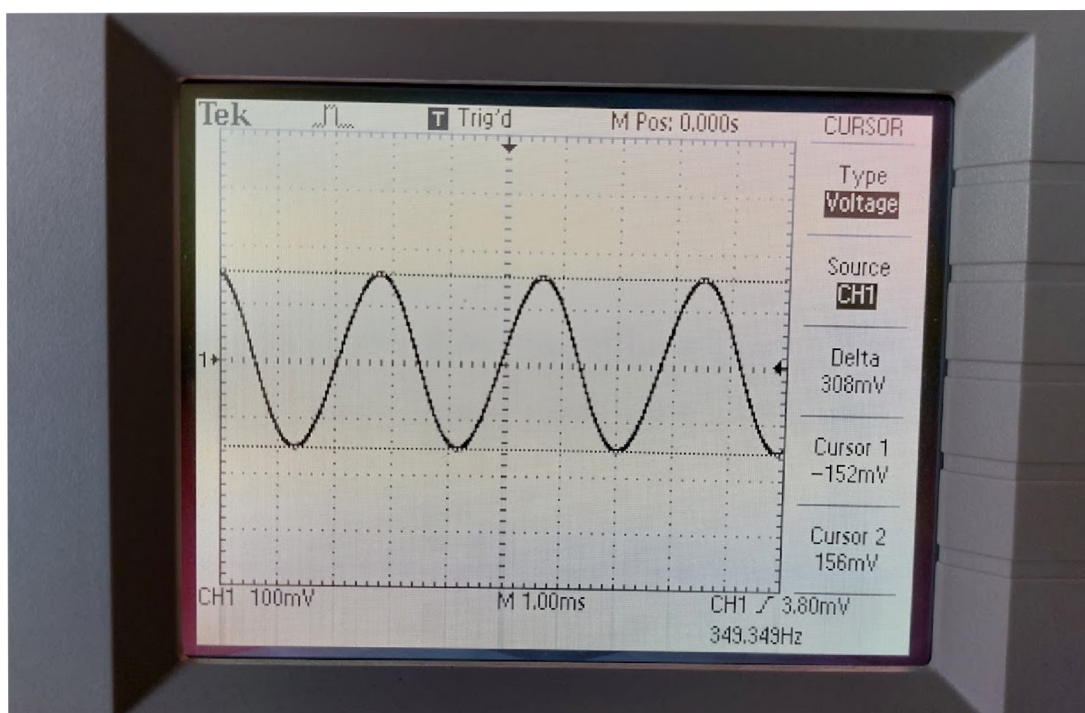 Tek T Trig'd M Pos: 0.000s CURSOR
Type
Voltage
Source
CH1
1
Delta
308mV
Cursor 1
-152mV
Cursor 2
156mV
CH1 100mV M 1.00ms CH1 3.80mV
349.349Hz